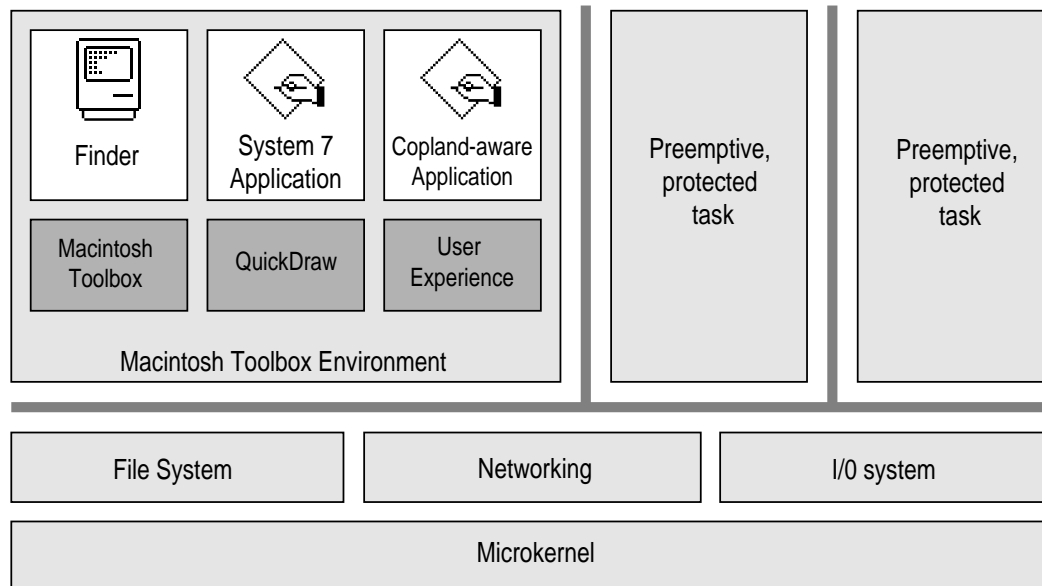 Finder
System 7
Application
Copland-aware
Application
Macintosh
Toolbox
QuickDraw
User
Experience
Macintosh Toolbox Environment
Preemptive,
protected
task
Preemptive,
protected
task
File System
Networking
I/0 system
Microkernel